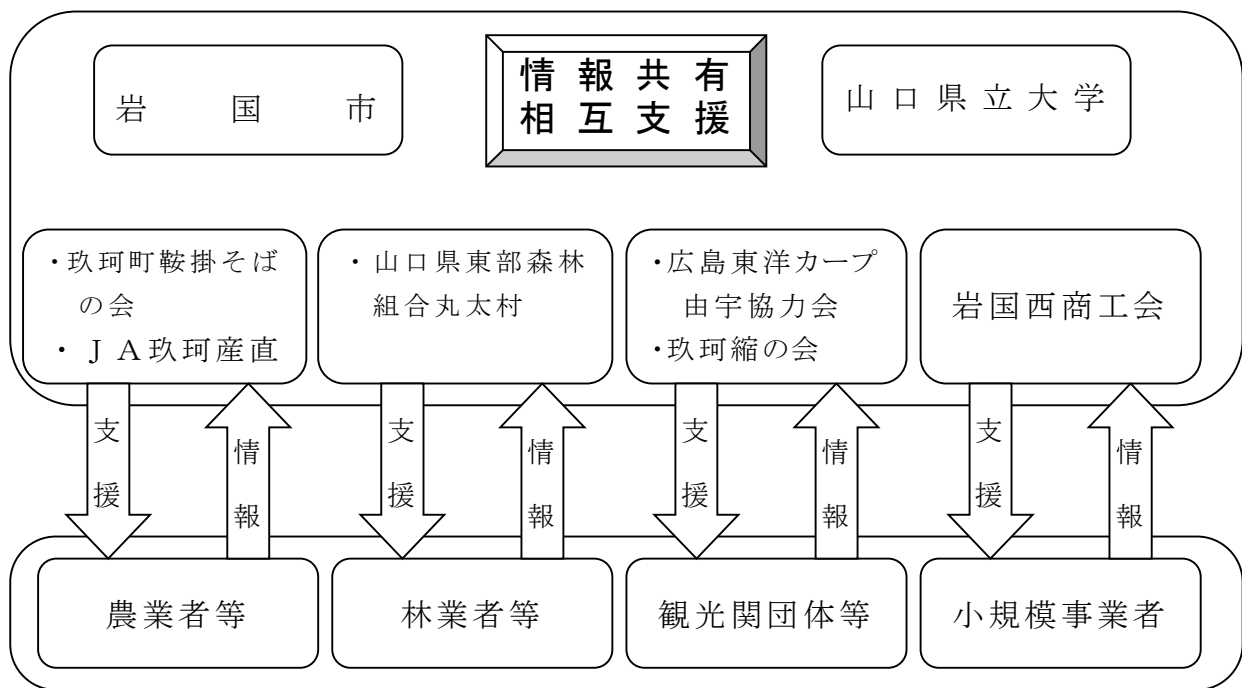 岩国市
情報共有
相互支援
山口県立大学
・玖珂町鞍掛そば
の会
・ＪＡ玖珂産直
・山口県東部森林
組合丸太村
・広島東洋カープ
由宇協力会
・玖珂縮の会
岩国西商工会
支援
情報
支援
情報
支援
情報
支援
情報
農業者等
林業者等
観光関団体等
小規模事業者